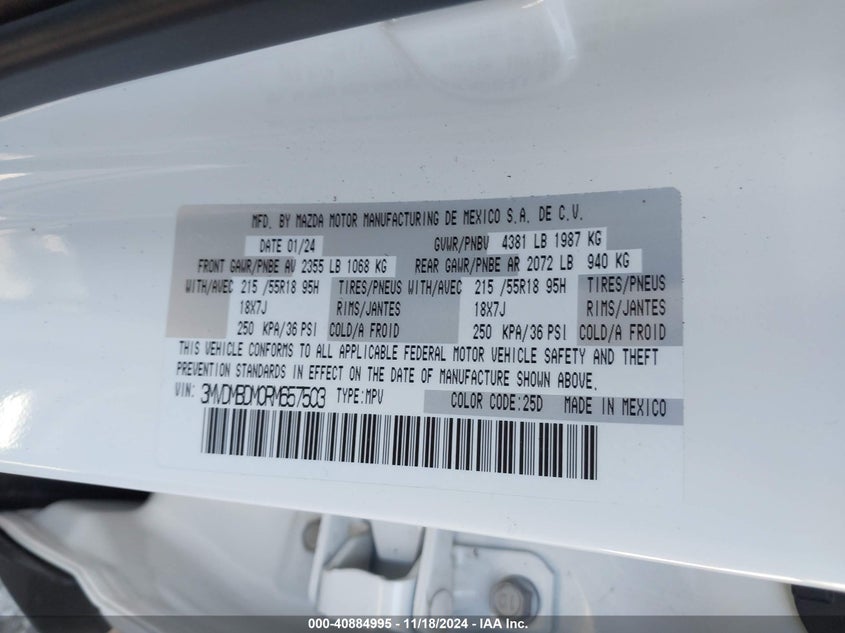 MFD. BY MAZDA MOTOR MANUFACTURING DE MEXICO S.A. DE C.V.
DATE 01/24 GVWR/PNBV 4381 LB 1987 KG
FRONT GAWR/PNBE AV 2355 LB 1068 KG REAR GAWR/PNBE AR 2072 LB 940 KG
WITH/AVEC 215 /55R18 95H TIRES/PNEUS WITH/AVEC 215 /55R18 95H TIRES/PNEUS
18X7J RIMS/JANTES 18X7J RIMS/JANTES
250 KPA/36 PSI COLD/A FROID 250 KPA/36 PSI COLD/A FROID
THIS VEHICLE CONFORMS TO ALL APPLICABLE FEDERAL MOTOR VEHICLE SAFETY AND THEFT
PREVENTION STANDARDS IN EFFECT ON THE DATE OF MANUFACTURE SHOWN ABOVE.
VIN: 3MVDMBDM0RM657503 TYPE:MPV COLOR CODE:25D MADE IN MEXICO
000-40884995 - 11/18/2024 - IAA Inc.